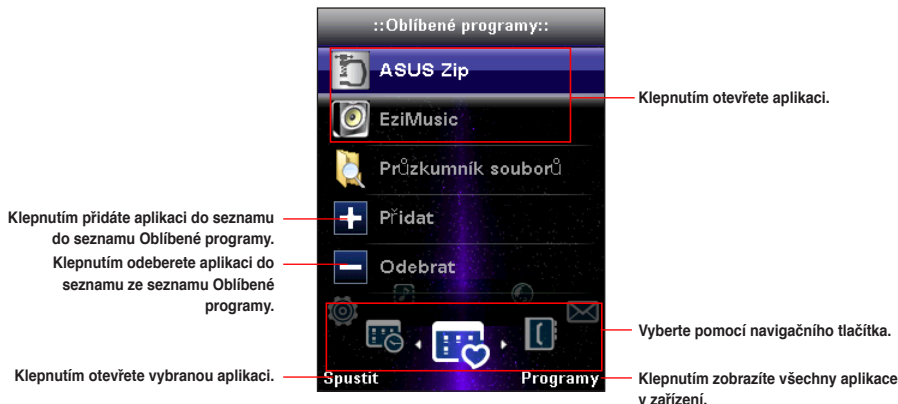 ::Oblíbené programy::
ASUS Zip
EziMusic
Průzkumník souborů
Přidat
Odebrat
Spustit
Programy
Klepnutím otevřete aplikaci.
Klepnutím přidáte aplikaci do seznamu
do seznamu Oblíbené programy.
Klepnutím odeberete aplikaci do
seznamu ze seznamu Oblíbené
programy.
Vyberte pomocí navigačního tlačítka.
Klepnutím otevřete vybranou aplikaci.
Klepnutím zobrazíte všechny aplikace
v zařízení.